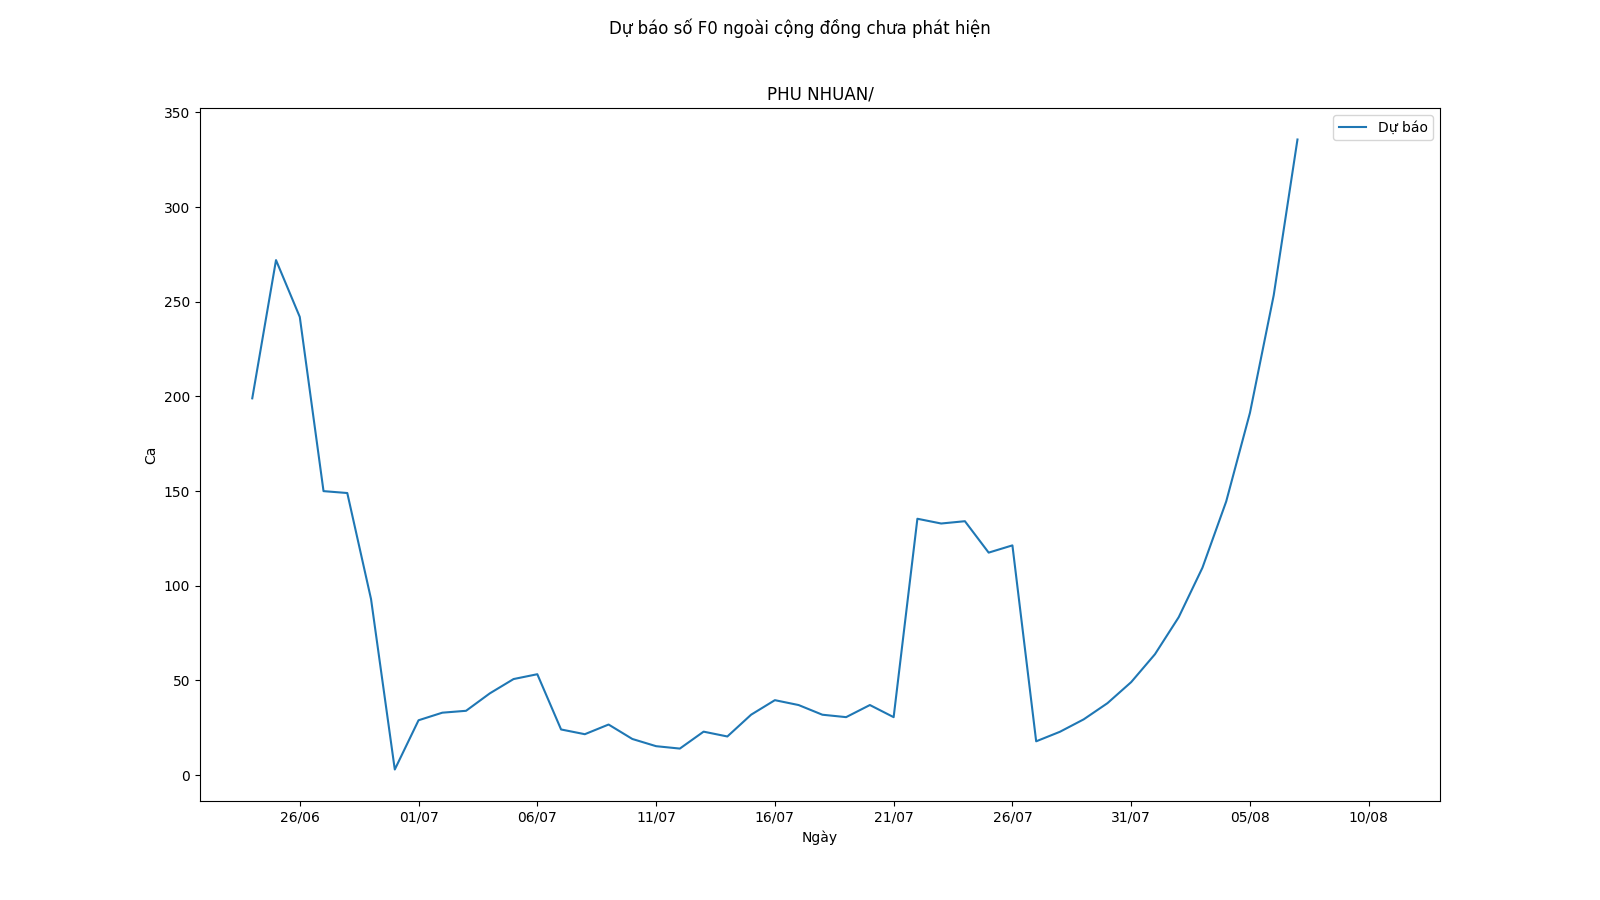 Dự báo số F0 ngoài cộng đồng chưa phát hiện
PHU NHUAN/
Dự báo
350
300
250
200
150
100
50
0
Ca
26/06 01/07 06/07 11/07 16/07 21/07 26/07 31/07 05/08 10/08
Ngày